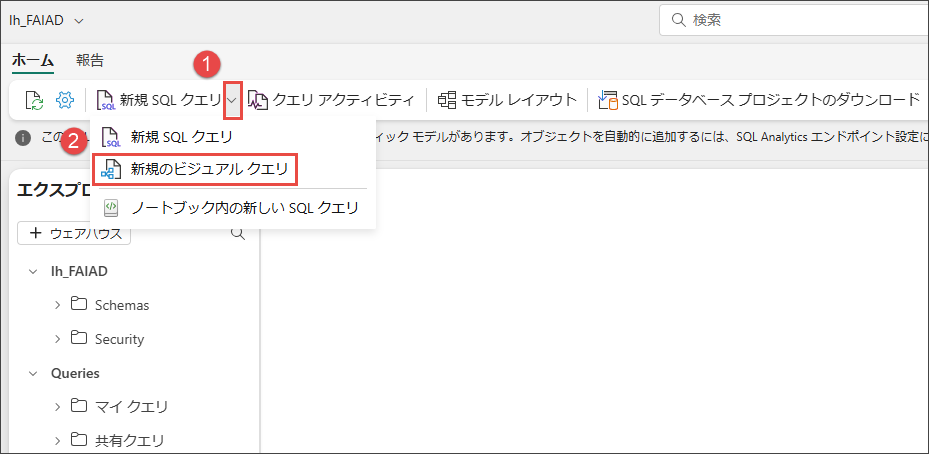 lh_FAIAD
検索
ホーム 報告
1
新規 SQL クエリ クエリ アクティビティ モデル レイアウト SQL データベース プロジェクトのダウンロード
この ィック モデルがあります。オブジェクトを自動的に追加するには、SQL Analytics エンドポイント設定に
2
新規 SQL クエリ
新規のビジュアル クエリ
ノートブック内の新しい SQL クエリ
エクスプロ
+ ウェアハウス
lh_FAIAD
Schemas
Security
Queries
マイ クエリ
共有クエリ